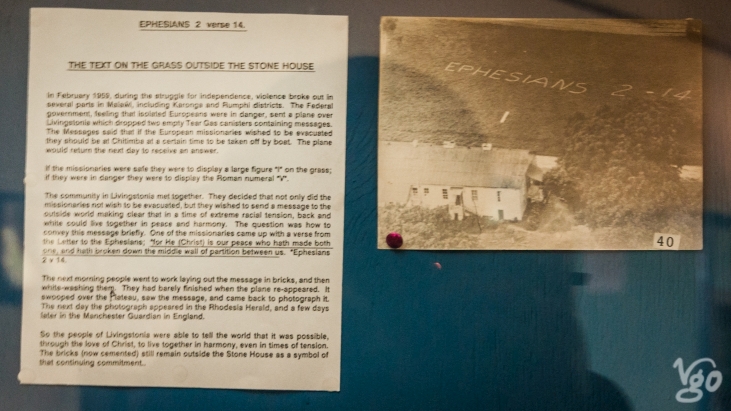 EPHESIANS 2 verse 14.
THE TEXT ON THE GRASS OUTSIDE THE STONE HOUSE
In February 1959, during the struggle for independence, violence broke out in
several parts in Malawi, including Karonga and Rumphi districts. The Federal
government, feeling that isolated Europeans were in danger, sent a plane over
Livingstonia which dropped two empty Tear Gas canisters containing messages.
The Messages said that if the European missionaries wished to be evacuated
they should be at Chitimba at a certain time to be taken off by boat. The plane
would return the next day to receive an answer.
If the missionaries were safe they were to display a large figure "I" on the grass;
if they were in danger they were to display the Roman numeral "V".
The community in Livingstonia met together. They decided that not only did the
missionaries not wish to be evacuated, but they wished to send a message to the
outside world making clear that in a time of extreme racial tension, back and
white could live together in peace and harmony. The question was how to
convey this message briefly. One of the missionaries came up with a verse from
the Letter to the Ephesians; "for He (Christ) is our peace who hath made both
one, and hath broken down the middle wall of partition between us. "Ephesians
2 v 14.
The next morning people went to work laying out the message in bricks, and then
white-washing them. They had barely finished when the plane re-appeared. It
swooped over the Plateau, saw the message, and came back to photograph it.
The next day the photograph appeared in the Rhodesia Herald, and a few days
later in the Manchester Guardian in England.
So the people of Livingstonia were able to tell the world that it was possible,
through the love of Christ, to live together in harmony, even in times of tension.
The bricks (now cemented) still remain outside the Stone House as a symbol of
that continuing commitment..
EPHESIANS 2 - 14
I
40
Vgo